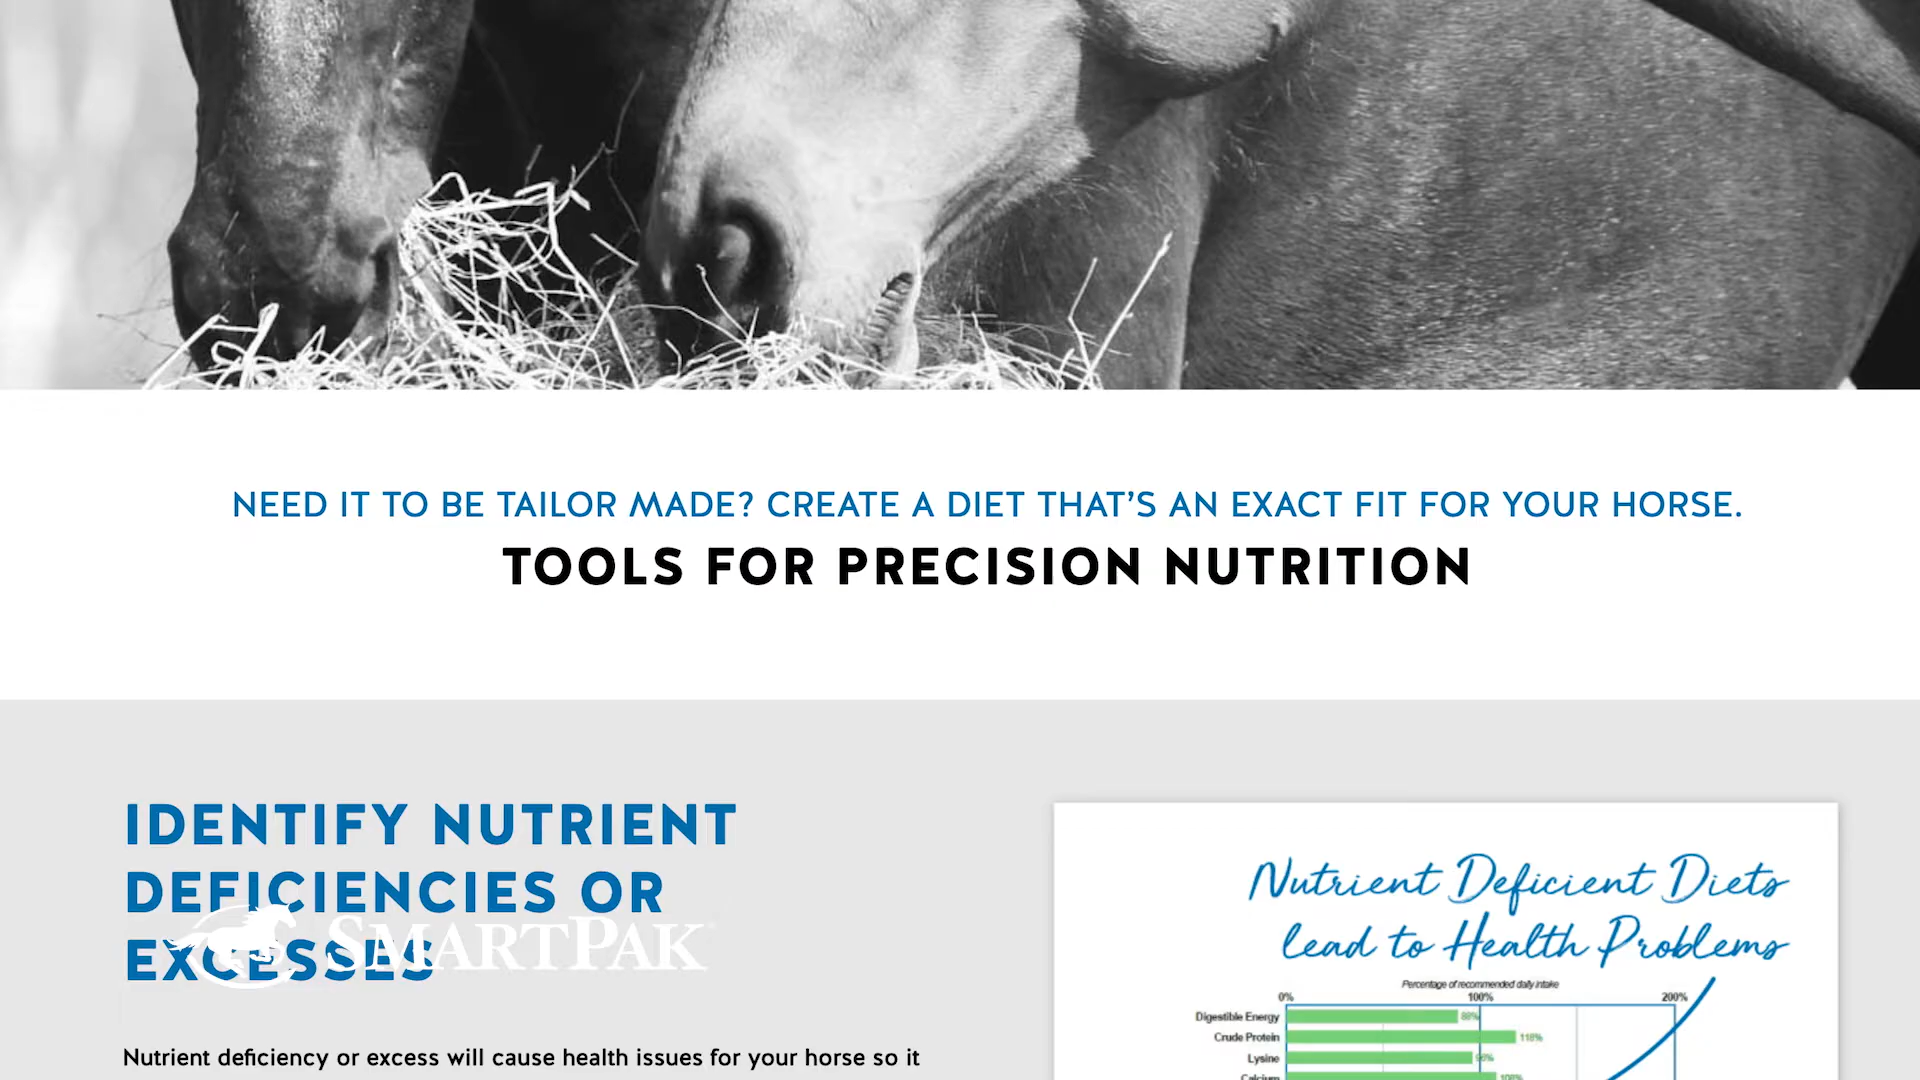 NEED IT TO BE TAILOR MADE? CREATE A DIET THAT'S AN EXACT FIT FOR YOUR HORSE.
TOOLS FOR PRECISION NUTRITION
IDENTIFY NUTRIENT
DEFICIENCIES OR
EXCESSES
SMARTPAK
Nutrient deficiency or excess will cause health issues for your horse so it
Nutrient Deficient Diets
lead to Health Problems
Percentage of recommended daily intake
0% 100% 200%
Digestible Energy 88%
Crude Protein 118%
Lysine
Calcium 108%